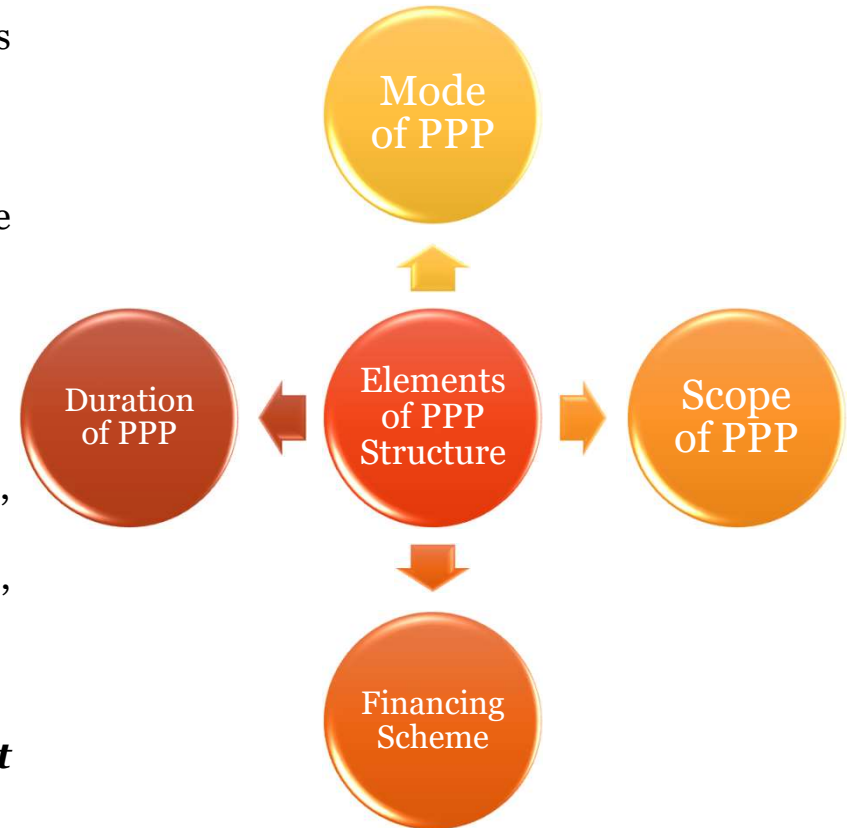 s
e
,
,
t
Mode
of PPP
Duration
of PPP
Elements
of PPP
Structure
Scope
of PPP
Financing
Scheme